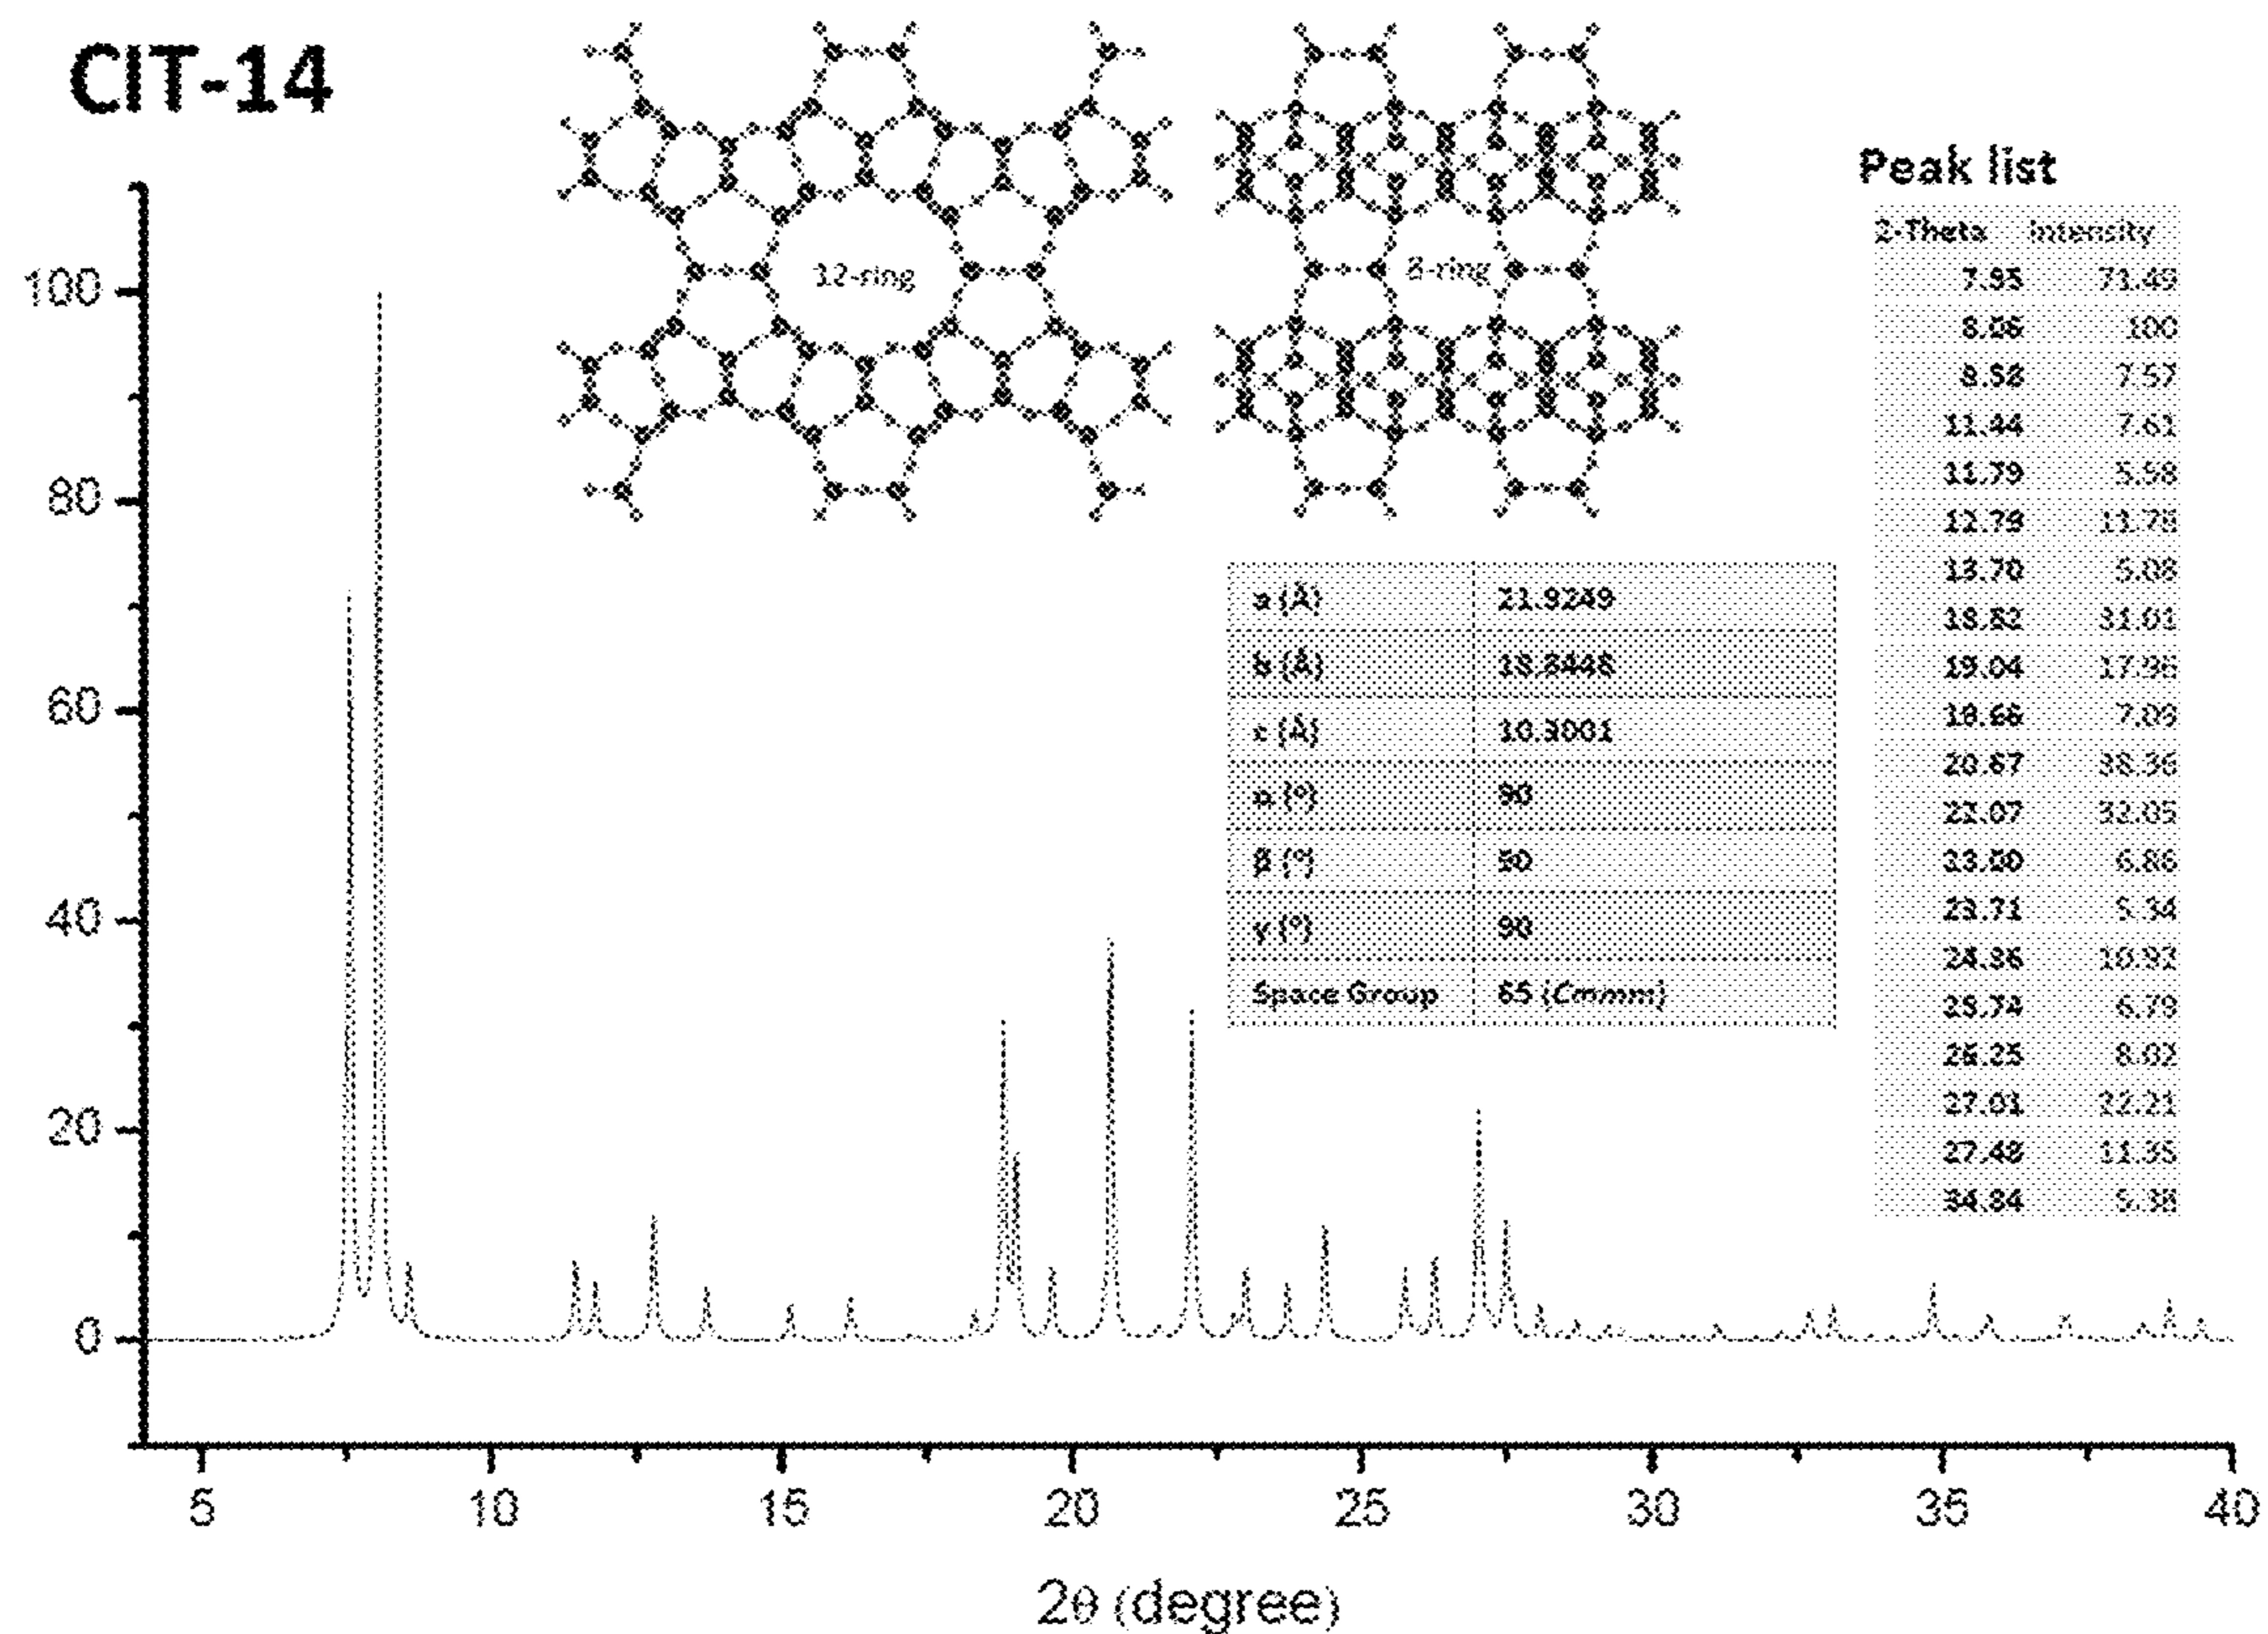 CIT-14
12-ring
8-ring
Peak list
2-Theta Intensity
7.55 71.49
8.06 100
8.58 7.57
11.44 7.61
11.79 5.58
12.79 11.78
13.70 5.08
18.82 31.01
19.04 17.96
19.66 7.09
20.67 38.36
22.07 32.05
23.00 6.86
23.71 5.34
24.36 10.92
25.74 6.79
26.25 8.02
27.01 22.21
27.48 11.35
34.84 5.38
a (Å) 21.9249
b (Å) 18.8448
c (Å) 10.3001
α (º) 90
β (º) 90
γ (º) 90
Space Group 65 (Cmmm)
100
80
60
40
20
0
5 10 15 20 25 30 35 40
2θ (degree)